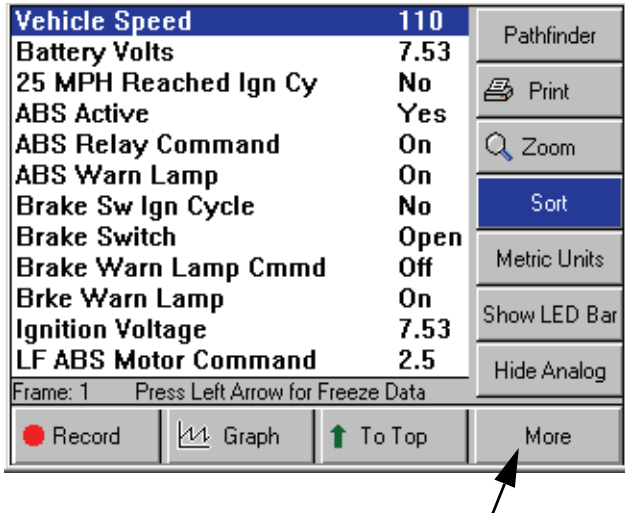 Vehicle Speed 110
Battery Volts 7.53
25 MPH Reached Ign Cy No
ABS Active Yes
ABS Relay Command On
ABS Warn Lamp On
Brake Sw Ign Cycle No
Brake Switch Open
Brake Warn Lamp Cmmd Off
Brke Warn Lamp On
Ignition Voltage 7.53
LF ABS Motor Command 2.5
Frame: 1 Press Left Arrow for Freeze Data
Pathfinder
Print
Zoom
Sort
Metric Units
Show LED Bar
Hide Analog
Record Graph To Top More